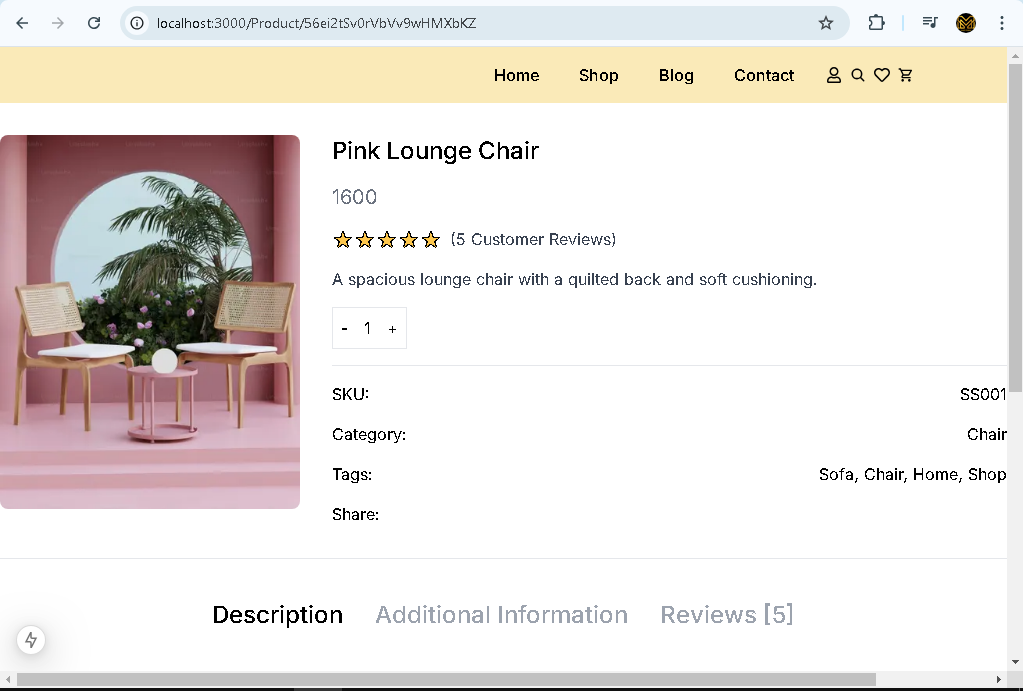 localhost:3000/Product/56ei2tSv0rVbVv9wHMXbKZ
Home Shop Blog Contact
Pink Lounge Chair
1600
(5 Customer Reviews)
A spacious lounge chair with a quilted back and soft cushioning.
- 1 +
SKU: SS001
Category: Chair
Tags: Sofa, Chair, Home, Shop
Share:
Description Additional Information Reviews [5]